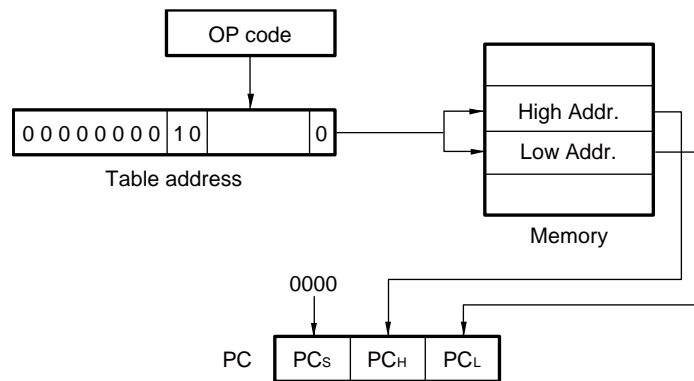 OP code
0 0 0 0 0 0 0 0 1 0 0
Table address
High Addr.
Low Addr.
Memory
0000
PC PCS PCH PCL